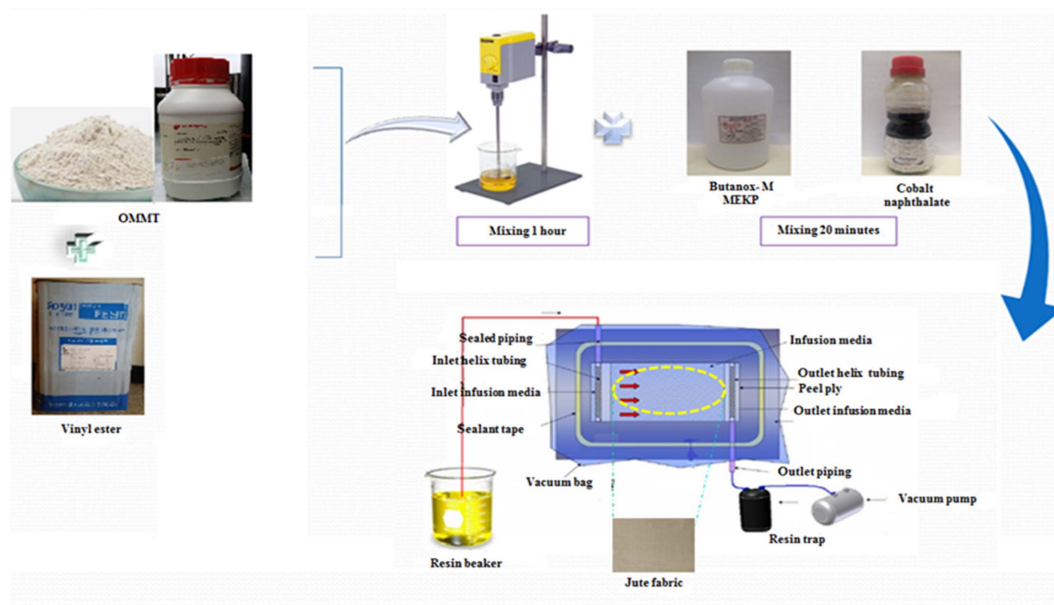 OMMT
Vinyl ester
Mixing 1 hour
Butanox- M
MEKP
Cobalt
naphthalate
Mixing 20 minutes
Sealed piping
Inlet helix tubing
Inlet infusion media
Sealant tape
Vacuum bag
Resin beaker
Infusion media
Outlet helix tubing
Peel ply
Outlet infusion media
Outlet piping
Vacuum pump
Resin trap
Jute fabric